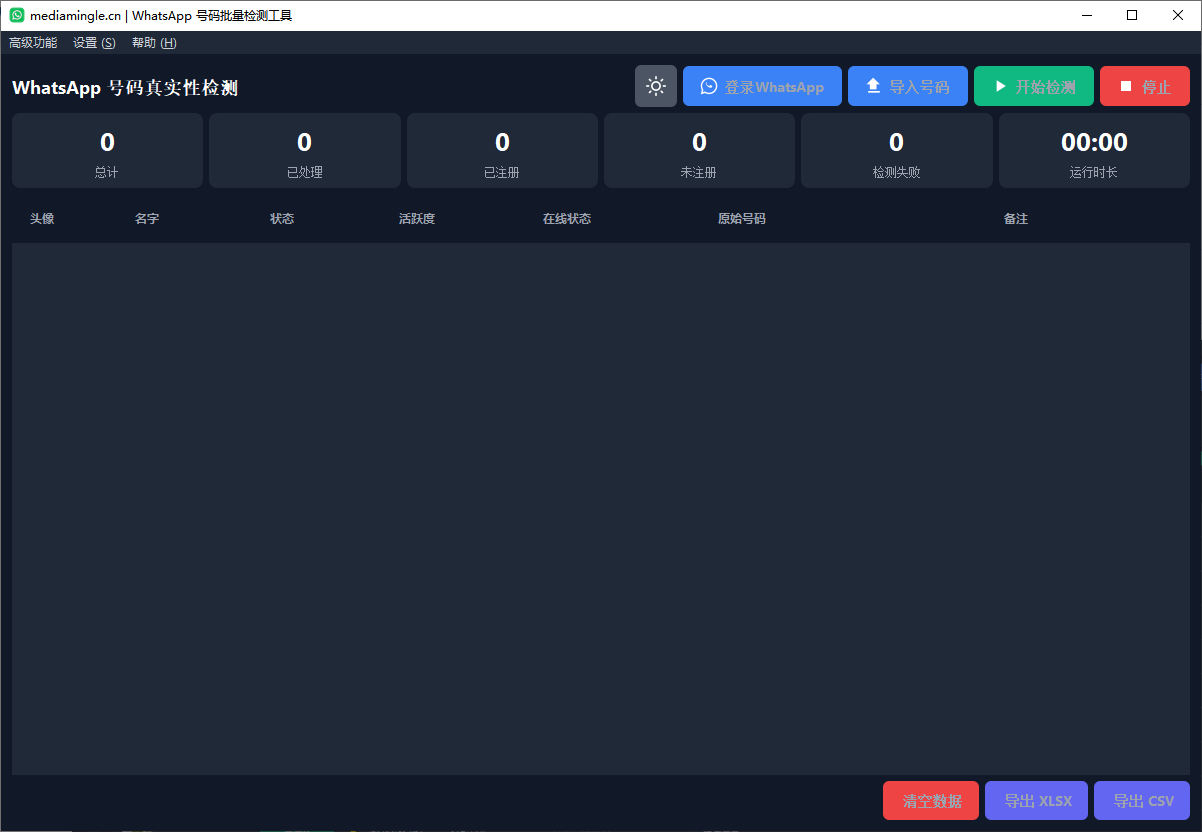 mediamingle.cn | WhatsApp 号码批量检测工具
高级功能 设置 (S) 帮助 (H)
WhatsApp 号码真实性检测 登录WhatsApp 导入号码 开始检测 停止
0 0 0 0 0 00:00
总计 已处理 已注册 未注册 检测失败 运行时长
头像 名字 状态 活跃度 在线状态 原始号码 备注
清空数据 导出 XLSX 导出 CSV